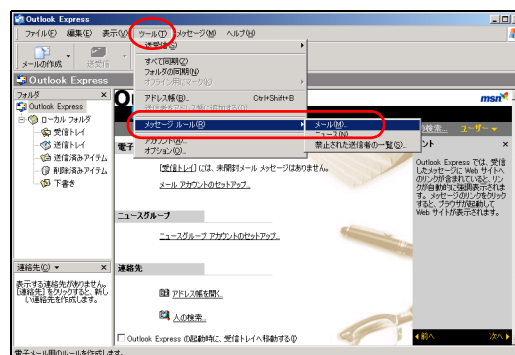 Outlook Express
ファイル(F) 編集(E) 表示(V) ツール(T) メッセージ(M) ヘルプ(H)
メールの作成 送受信
送受信(S)
すべて同期(Z)
フォルダの同期(N)
オフライン用にマーク(K)
アドレス帳(B)... Ctrl+Shift+B
送信者をアドレス帳に追加する(D)
メッセージ ルール(R)
アカウント(A)...
オプション(O)...
メール(M)...
ニュース(N)...
禁止された送信者の一覧(S)...
Outlook Express
フォルダ ×
Outlook Express
ローカル フォルダ
受信トレイ
送信トレイ
送信済みアイテム
削除済みアイテム
下書き
msn
検索... ユーザー
電子
[受信トレイ] には、未開封メール メッセージはありません。
メール アカウントのセットアップ...
ニュースグループ
ニュースグループ アカウントのセットアップ...
連絡先
アドレス帳を開く...
人の検索...
Outlook Express の起動時に、受信トレイへ移動する(I)
ント ×
Outlook Express では、受信したメッセージに Web サイトへのリンクが含まれていると、リンクが自動的に強調表示されます。メッセージのリンクをクリックすると、ブラウザが起動して Web サイトが表示されます。
前へ 次へ
連絡先(C) ×
表示する連絡先がありません。[連絡先] をクリックすると、新しい連絡先を作成します。
電子メール用のルールを作成します。